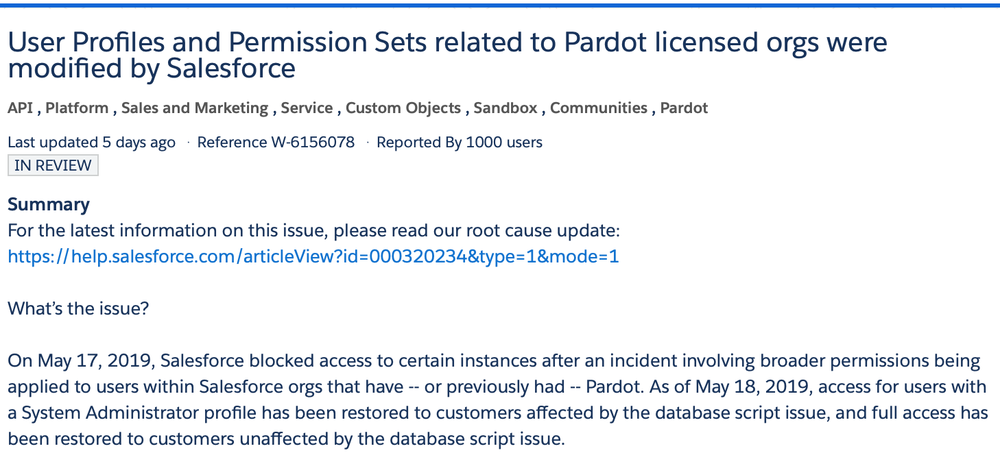 User Profiles and Permission Sets related to Pardot licensed orgs were
modified by Salesforce
API , Platform , Sales and Marketing , Service , Custom Objects , Sandbox , Communities , Pardot
Last updated 5 days ago · Reference W-6156078 · Reported By 1000 users
IN REVIEW
Summary
For the latest information on this issue, please read our root cause update:
https://help.salesforce.com/articleView?id=000320234&type=1&mode=1
What’s the issue?
On May 17, 2019, Salesforce blocked access to certain instances after an incident involving broader permissions being
applied to users within Salesforce orgs that have -- or previously had -- Pardot. As of May 18, 2019, access for users with
a System Administrator profile has been restored to customers affected by the database script issue, and full access has
been restored to customers unaffected by the database script issue.